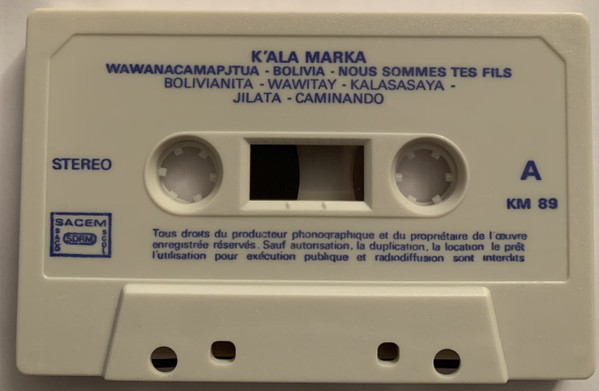 K'ALA MARKA
WAWANACAMAPJTUA - BOLIVIA - NOUS SOMMES TES FILS
BOLIVIANITA - WAWITAY - KALASASAYA -
JILATA - CAMINANDO
STEREO
A
KM 89
SACEM
SACD SDRM SCGL
Tous droits du producteur phonographique et du propriétaire de l'œuvre
enregistrée réservés. Sauf autorisation, la duplication, la location le prêt
l'utilisation pour exécution publique et radiodiffusion sont interdits